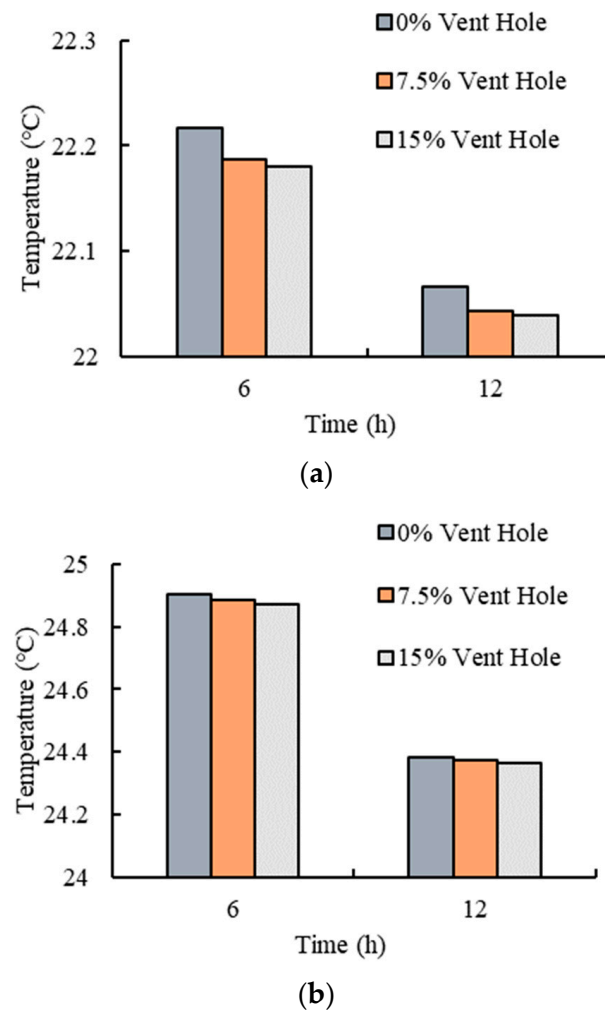 22.3
22.2
22.1
22
Temperature (°C)
0% Vent Hole
7.5% Vent Hole
15% Vent Hole
6
12
Time (h)
(a)
25
24.8
24.6
24.4
24.2
24
Temperature (°C)
0% Vent Hole
7.5% Vent Hole
15% Vent Hole
6
12
Time (h)
(b)